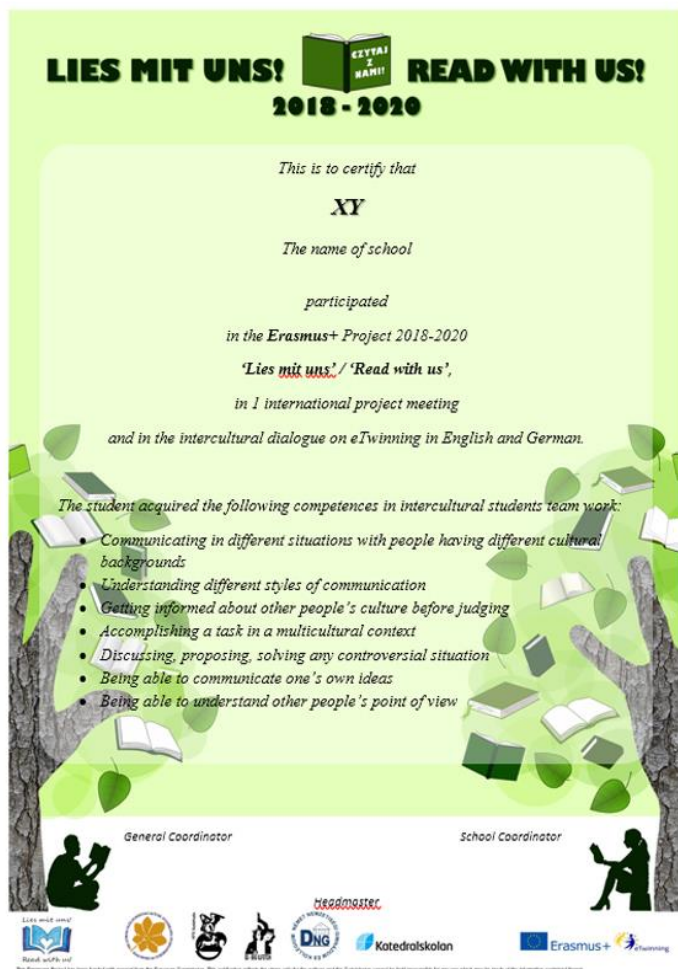 LIES MIT UNS!
CZYTAJ
Z
NAMI!
READ WITH US!
2018 - 2020
This is to certify that
XY
The name of school
participated
in the Erasmus+ Project 2018-2020
‘Lies mit uns’ / ‘Read with us’,
in 1 international project meeting
and in the intercultural dialogue on eTwinning in English and German.
The student acquired the following competences in intercultural students team work:
• Communicating in different situations with people having different cultural
backgrounds
• Understanding different styles of communication
• Getting informed about other people’s culture before judging
• Accomplishing a task in a multicultural context
• Discussing, proposing, solving any controversial situation
• Being able to communicate one’s own ideas
• Being able to understand other people’s point of view
General Coordinator
School Coordinator
Headmaster
Lies mit uns!
Read with us!
DNG
Katedralskolan
Erasmus+
eTwinning